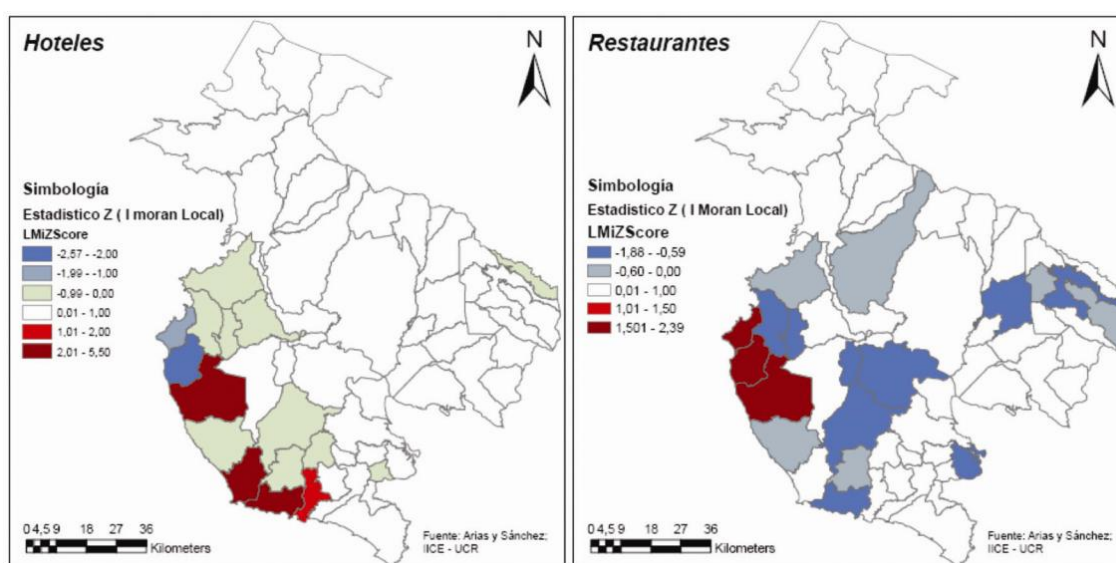 Hoteles
N
Simbología
Estadístico Z ( I moran Local)
LMiZScore
-2,57 - -2,00
-1,99 - -1,00
-0,99 - 0,00
0,01 - 1,00
1,01 - 2,00
2,01 - 5,50
0 4,5 9 18 27 36
Kilometers
Fuente: Arias y Sánchez;
IICE - UCR
Restaurantes
N
Simbología
Estadístico Z ( I Moran Local)
LMiZScore
-1,88 - -0,59
-0,60 - 0,00
0,01 - 1,00
1,01 - 1,50
1,501 - 2,39
0 4,5 9 18 27 36
Kilometers
Fuente: Arias y Sánchez;
IICE - UCR